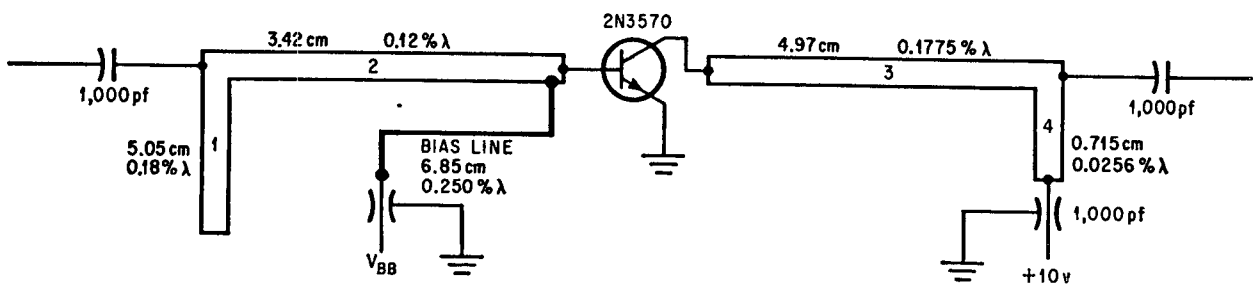 2N3570
3.42 cm 0.12% λ
2
1,000 pf
5.05 cm
0.18% λ
1
BIAS LINE
6.85 cm
0.250 % λ
VBB
4.97 cm 0.1775% λ
3
1,000 pf
4
0.715 cm
0.0256% λ
1,000 pf
+10 v